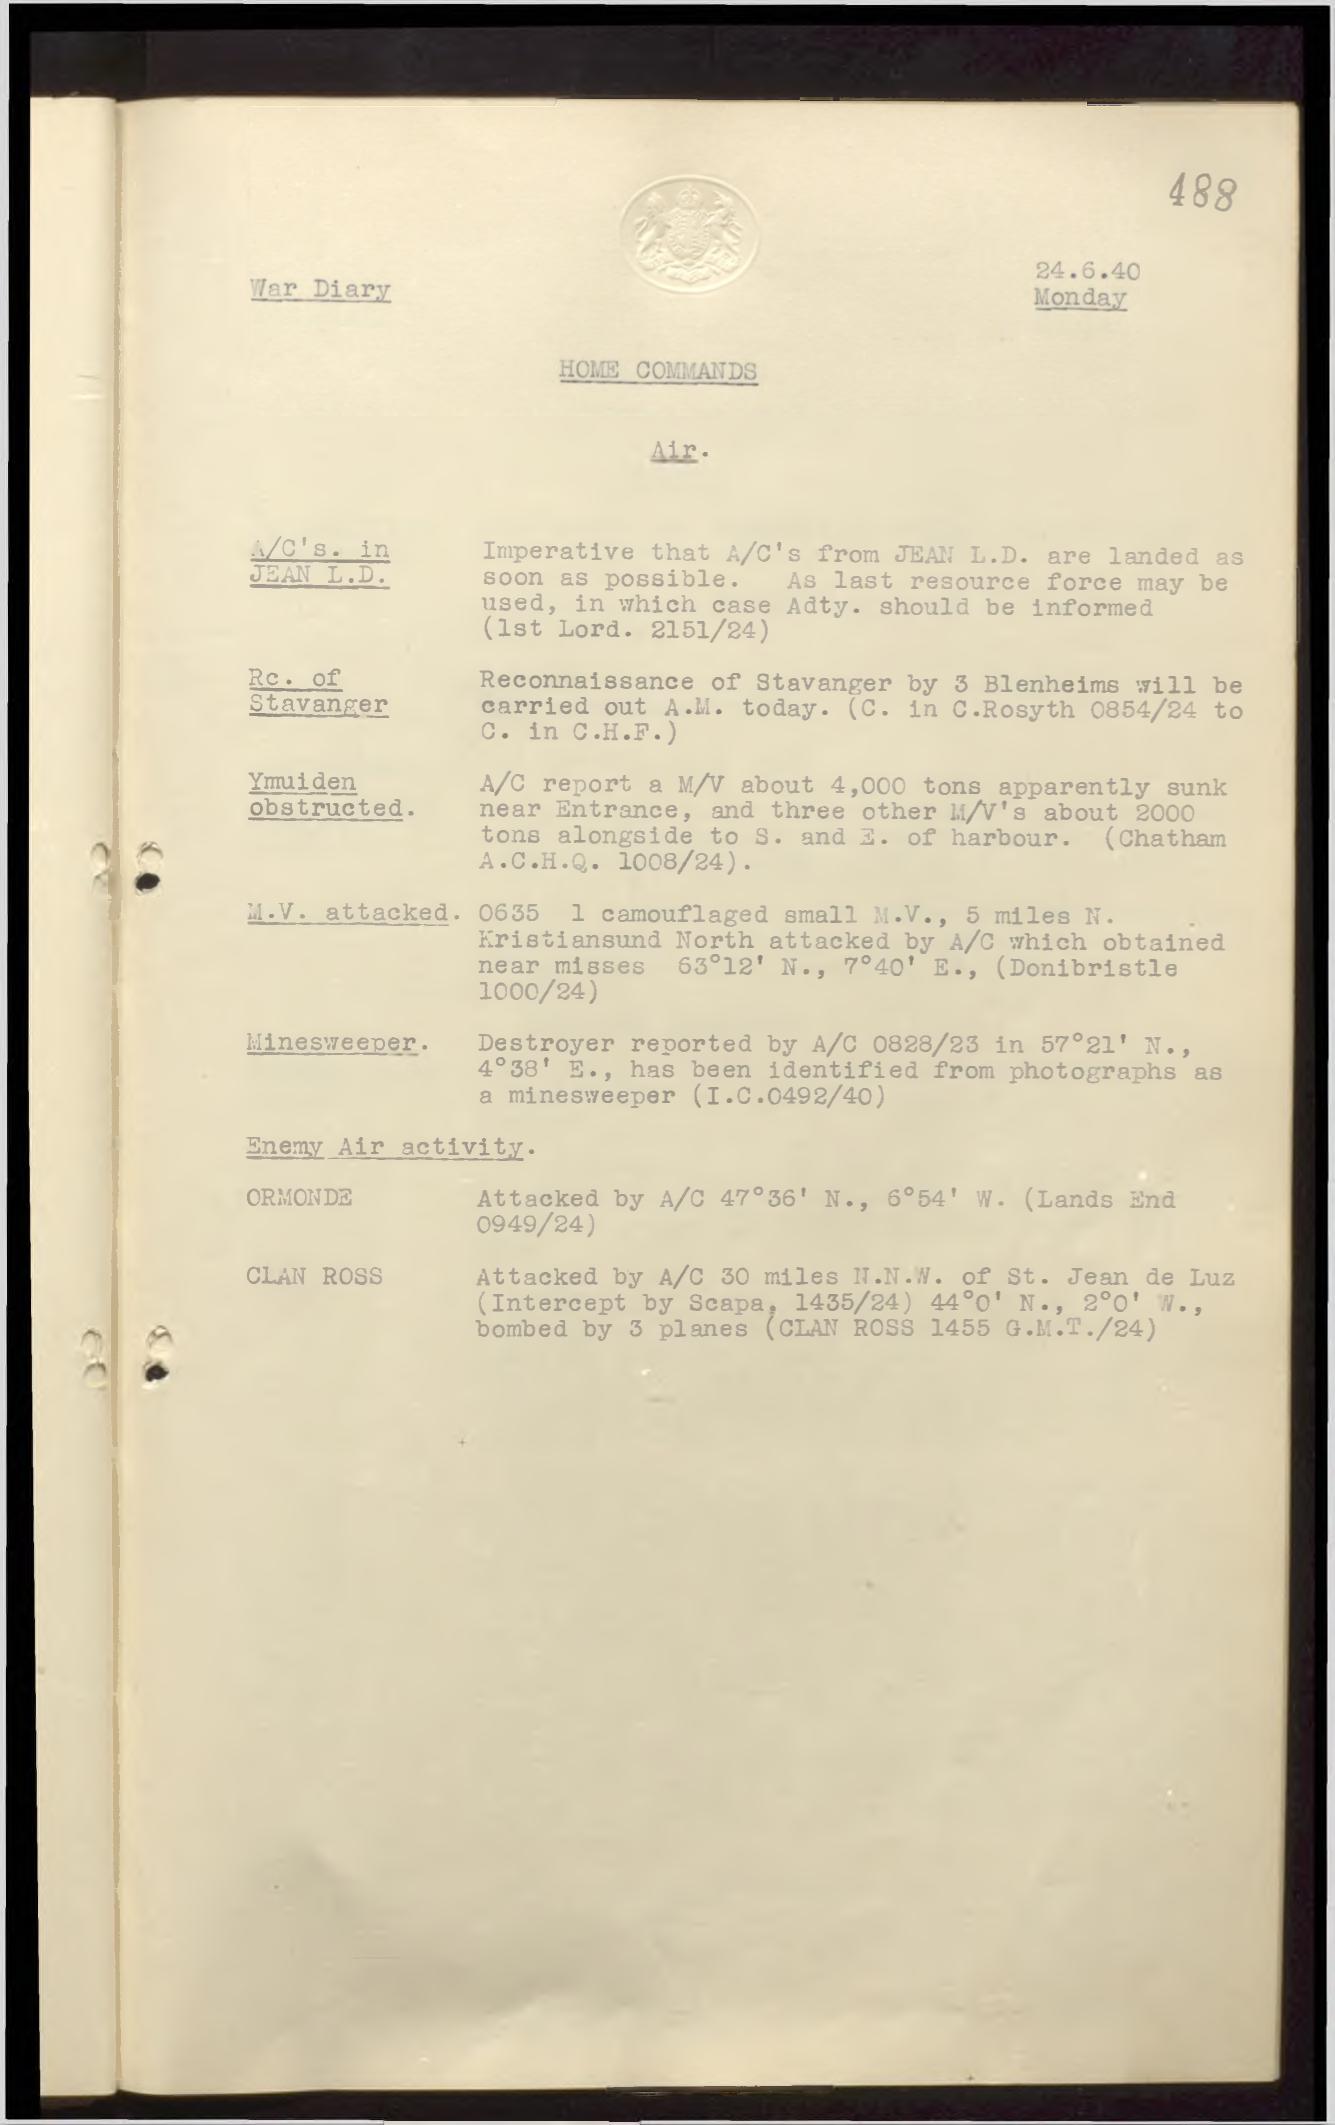 488
24.6.40
War Diary
Monday
HOME COMMANDS
Air.
A/C's. in
JEAN L.D.
Imperative that A/C's from JEAN L.D. are landed as
soon as possible. As last resource force may be
used, in which case Adty. should be informed
(1st Lord. 2151/24)
Rc. of
Stavanger
Reconnaissance of Stavanger by 3 Blenheims will be
carried out A.M. today. (C. in C.Rosyth 0854/24 to
C. in C.H.F.)
Ymuiden
obstructed.
A/C report a M/V about 4,000 tons apparently sunk
near Entrance, and three other M/V's about 2000
tons alongside to S. and E. of harbour. (Chatham
A.C.H.Q. 1008/24).
M.V. attacked.
0635 1 camouflaged small M.V., 5 miles N.
Kristiansund North attacked by A/C which obtained
near misses 63°12' N., 7°40' E., (Donibristle
1000/24)
Minesweeper.
Destroyer reported by A/C 0828/23 in 57°21' N.,
4°38' E., has been identified from photographs as
a minesweeper (I.C.0492/40)
Enemy Air activity.
ORMONDE
Attacked by A/C 47°36' N., 6°54' W. (Lands End
0949/24)
CLAN ROSS
Attacked by A/C 30 miles N.N.W. of St. Jean de Luz
(Intercept by Scapa, 1435/24) 44°0' N., 2°0' W.,
bombed by 3 planes (CLAN ROSS 1455 G.M.T./24)